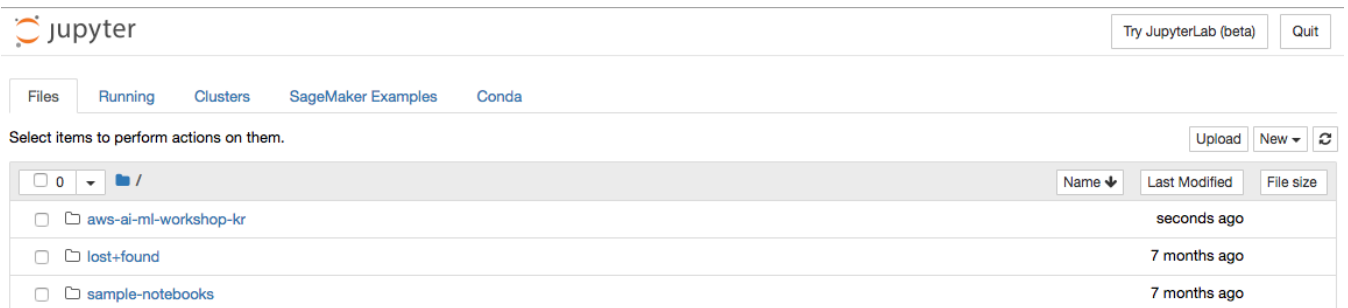 jupyter Try JupyterLab (beta) Quit
Files Running Clusters SageMaker Examples Conda
Select items to perform actions on them. Upload New
0 / Name Last Modified File size
aws-ai-ml-workshop-kr seconds ago
lost+found 7 months ago
sample-notebooks 7 months ago